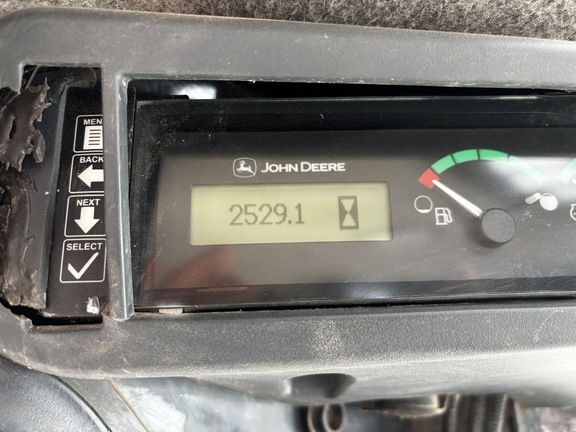 MENU
BACK
NEXT
SELECT
JOHN DEERE
2529.1